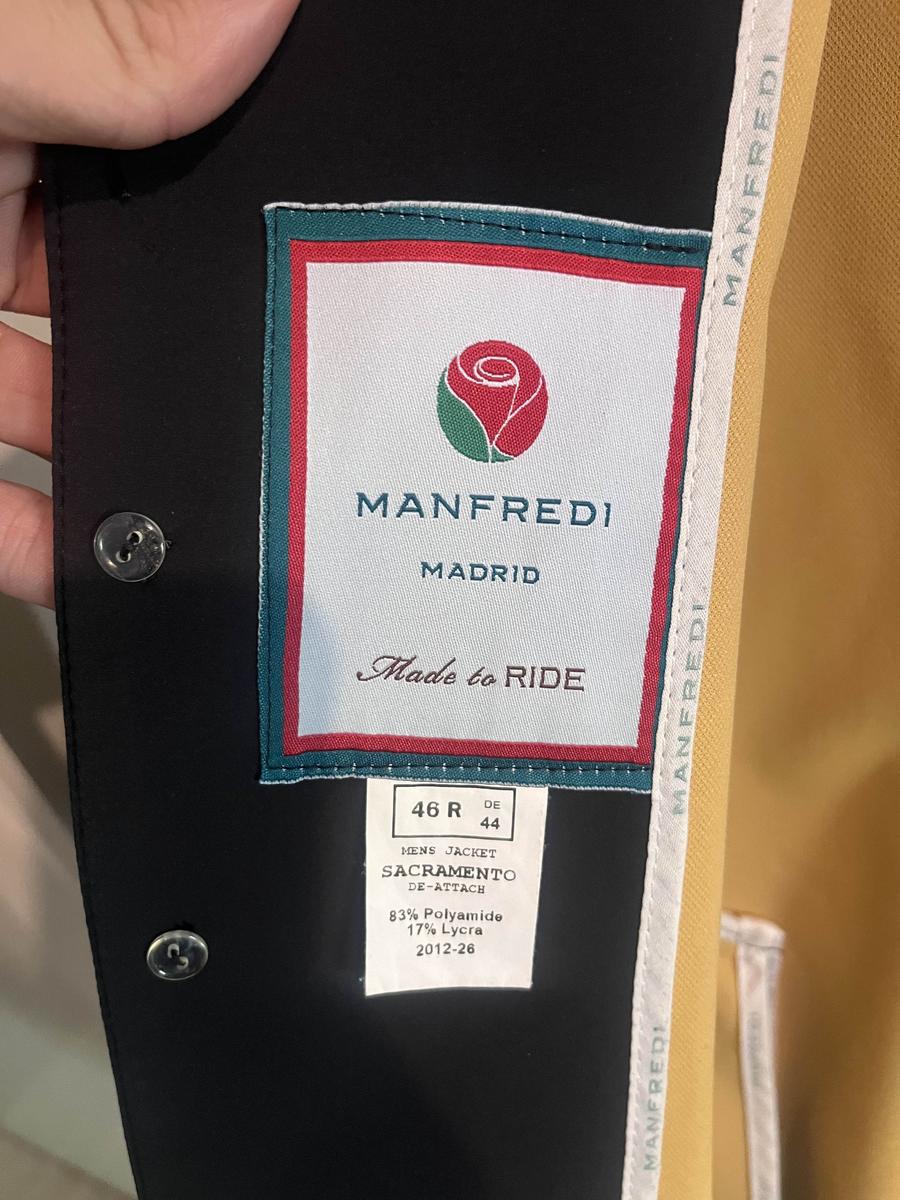 MANFREDI
MADRID
Made to RIDE
46 R DE 44
MENS JACKET
SACRAMENTO
DE-ATTACH
83% Polyamide
17% Lycra
2012-26
MANFREDI
MANFREDI
MANFREDI